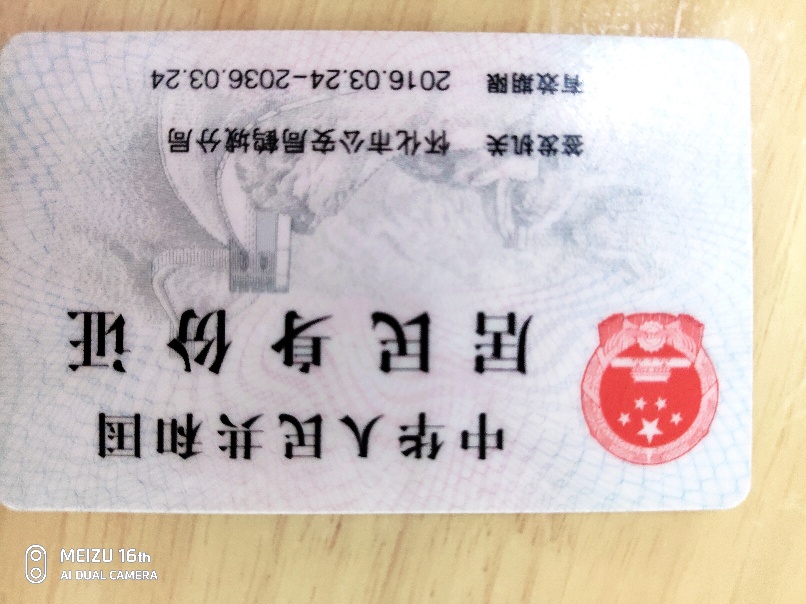 中华人民共和国
居民身份证
签发机关 怀化市公安局鹤城分局
有效期限 2016.03.24-2036.03.24
MEIZU 16th
AI DUAL CAMERA